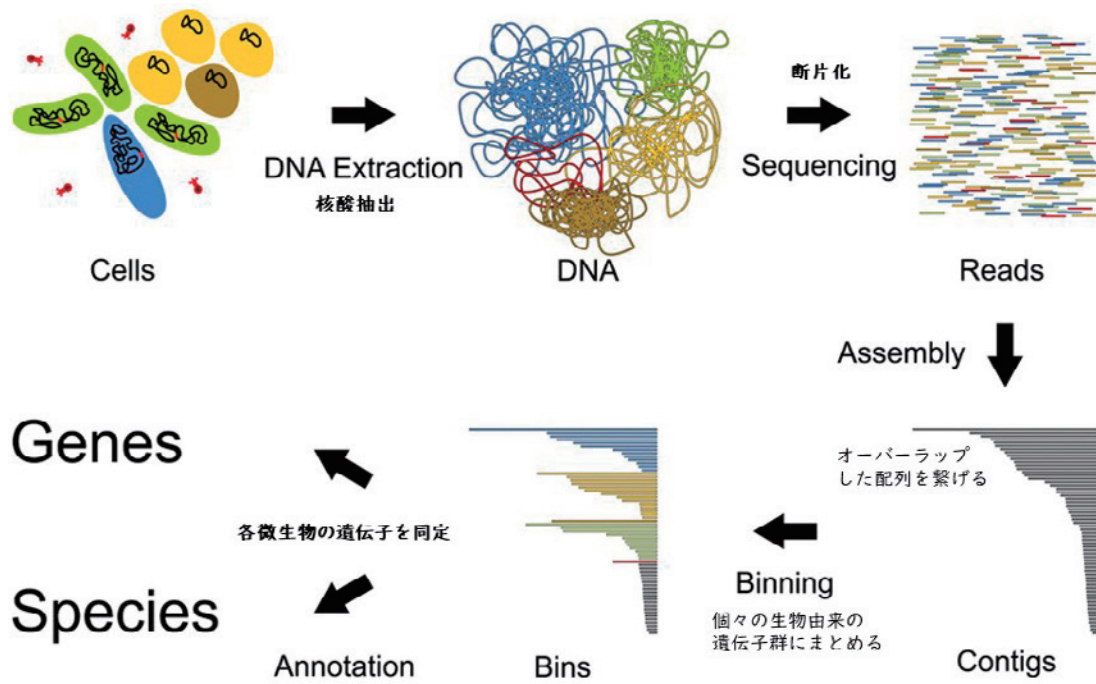 断片化
DNA Extraction
Sequencing
核酸抽出
Cells
DNA
Reads
Assembly
オーバーラップ
した配列を繋げる
Genes
各微生物の遺伝子を同定
Species
Binning
個々の生物由来の
遺伝子群にまとめる
Annotation
Bins
Contigs